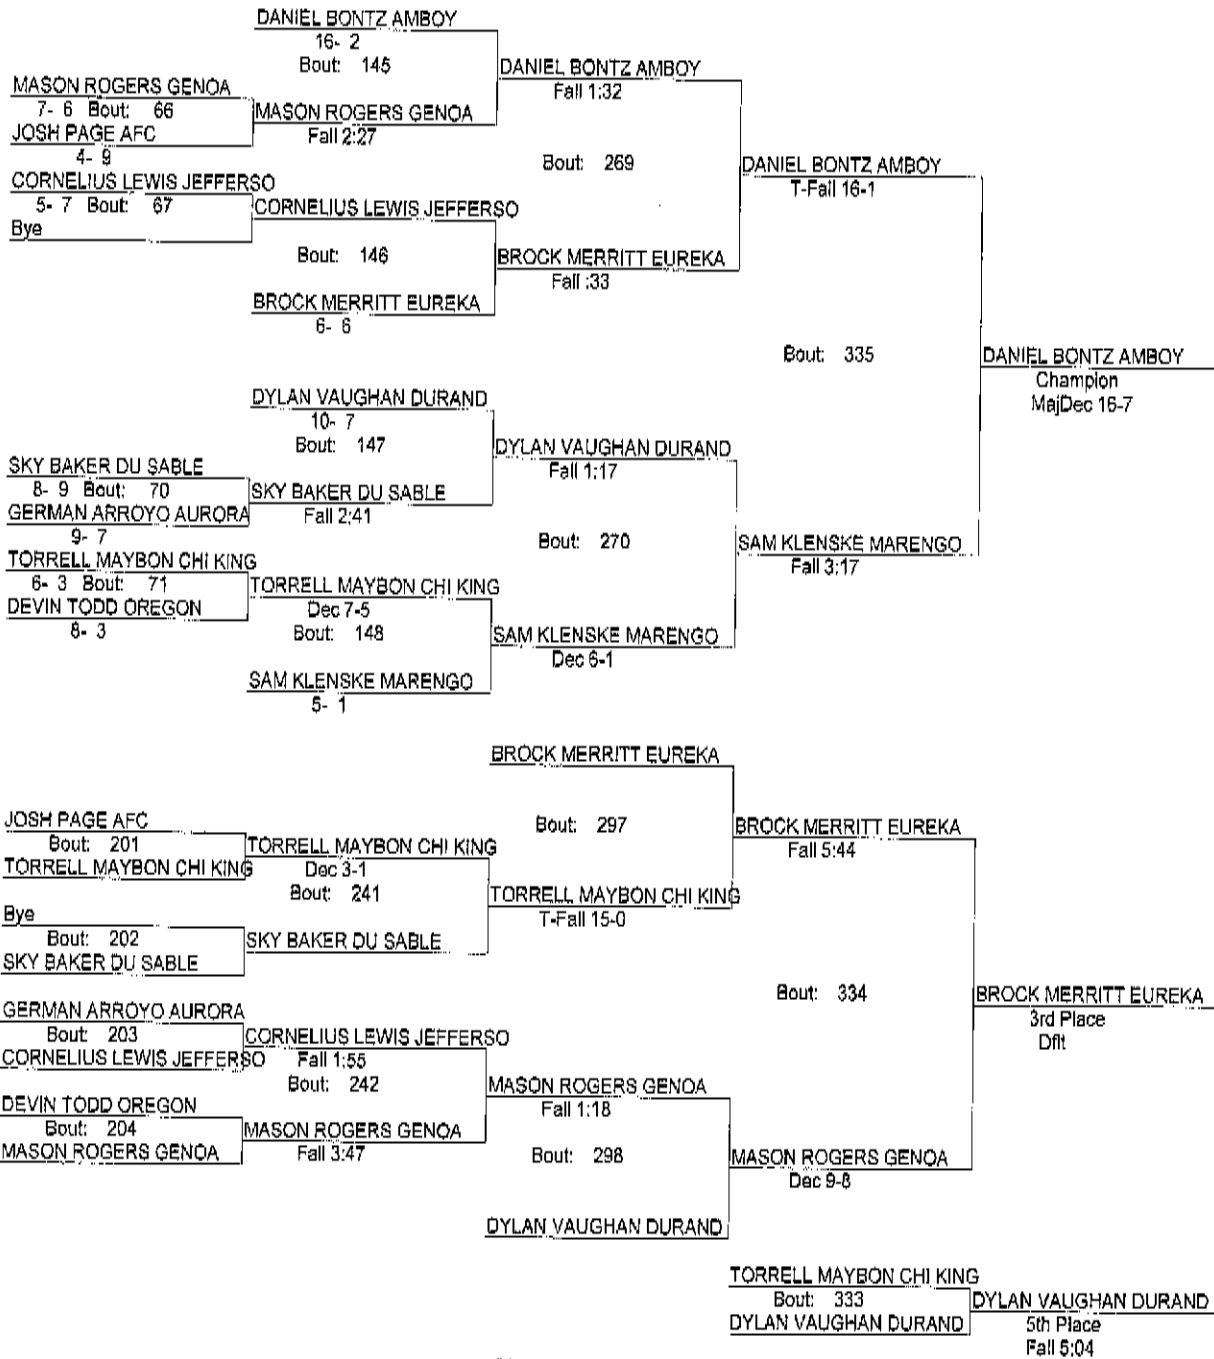 DANIEL BONTZ AMBOY
16- 2
Bout: 145
DANIEL BONTZ AMBOY
Fall 1:32
MASON ROGERS GENOA
7- 6 Bout: 66
MASON ROGERS GENOA
Fall 2:27
JOSH PAGE AFC
4- 9
Bout: 269
DANIEL BONTZ AMBOY
T-Fall 16-1
CORNELIUS LEWIS JEFFERSO
5- 7 Bout: 67
CORNELIUS LEWIS JEFFERSO
Bye
Bout: 146
BROCK MERRITT EUREKA
Fall :33
BROCK MERRITT EUREKA
6- 6
Bout: 335
DANIEL BONTZ AMBOY
Champion
MajDec 16-7
DYLAN VAUGHAN DURAND
10- 7
Bout: 147
DYLAN VAUGHAN DURAND
Fall 1:17
SKY BAKER DU SABLE
8- 9 Bout: 70
SKY BAKER DU SABLE
Fall 2:41
GERMAN ARROYO AURORA
9- 7
Bout: 270
SAM KLENSKE MARENGO
Fall 3:17
TORRELL MAYBON CHI KING
6- 3 Bout: 71
TORRELL MAYBON CHI KING
Dec 7-5
DEVIN TODD OREGON
8- 3
Bout: 148
SAM KLENSKE MARENGO
Dec 6-1
SAM KLENSKE MARENGO
5- 1
BROCK MERRITT EUREKA
JOSH PAGE AFC
Bout: 201
TORRELL MAYBON CHI KING
TORRELL MAYBON CHI KING
Dec 3-1
Bout: 297
BROCK MERRITT EUREKA
Fall 5:44
Bout: 241
TORRELL MAYBON CHI KING
T-Fall 15-0
Bye
Bout: 202
SKY BAKER DU SABLE
SKY BAKER DU SABLE
Bout: 334
BROCK MERRITT EUREKA
3rd Place
Dflt
GERMAN ARROYO AURORA
Bout: 203
CORNELIUS LEWIS JEFFERSO
CORNELIUS LEWIS JEFFERSO
Fall 1:55
Bout: 242
MASON ROGERS GENOA
Fall 1:18
DEVIN TODD OREGON
Bout: 204
MASON ROGERS GENOA
MASON ROGERS GENOA
Fall 3:47
Bout: 298
MASON ROGERS GENOA
Dec 9-8
DYLAN VAUGHAN DURAND
TORRELL MAYBON CHI KING
Bout: 333
DYLAN VAUGHAN DURAND
DYLAN VAUGHAN DURAND
5th Place
Fall 5:04